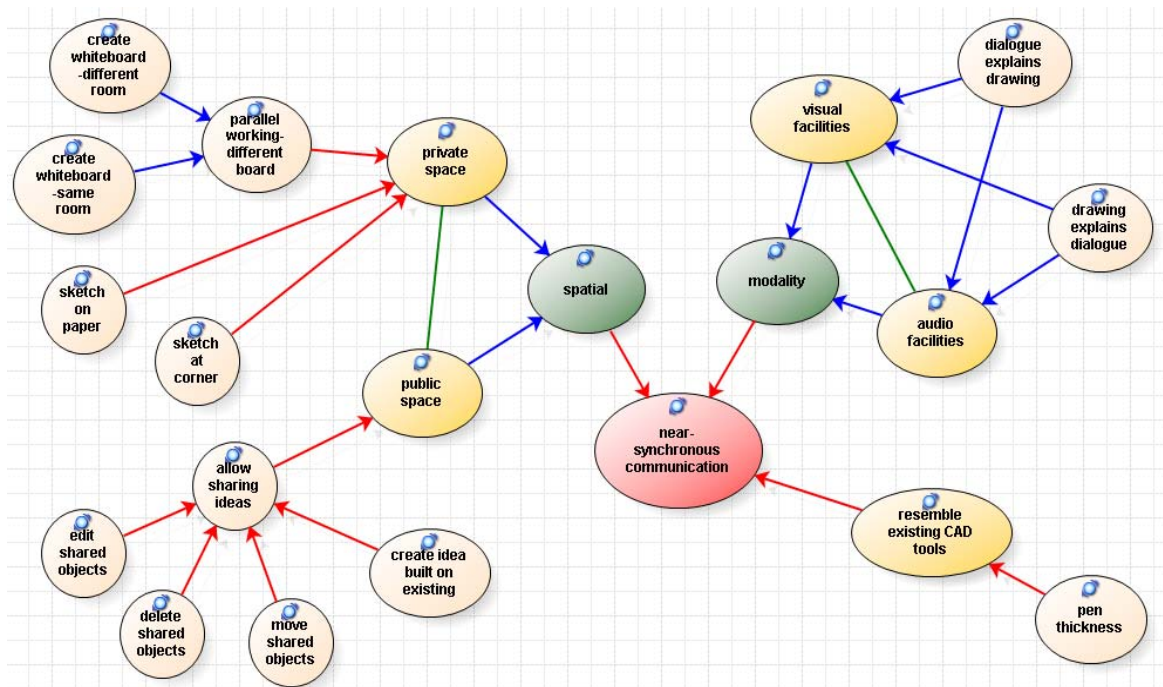 create
whiteboard
-different
room
parallel
working-
different
board
create
whiteboard
-same
room
private
space
sketch
on
paper
sketch
at
corner
spatial
public
space
allow
sharing
ideas
edit
shared
objects
delete
shared
objects
move
shared
objects
create idea
built on
existing
dialogue
explains
drawing
visual
facilities
drawing
explains
dialogue
modality
audio
facilities
near-
synchronous
communication
resemble
existing CAD
tools
pen
thickness